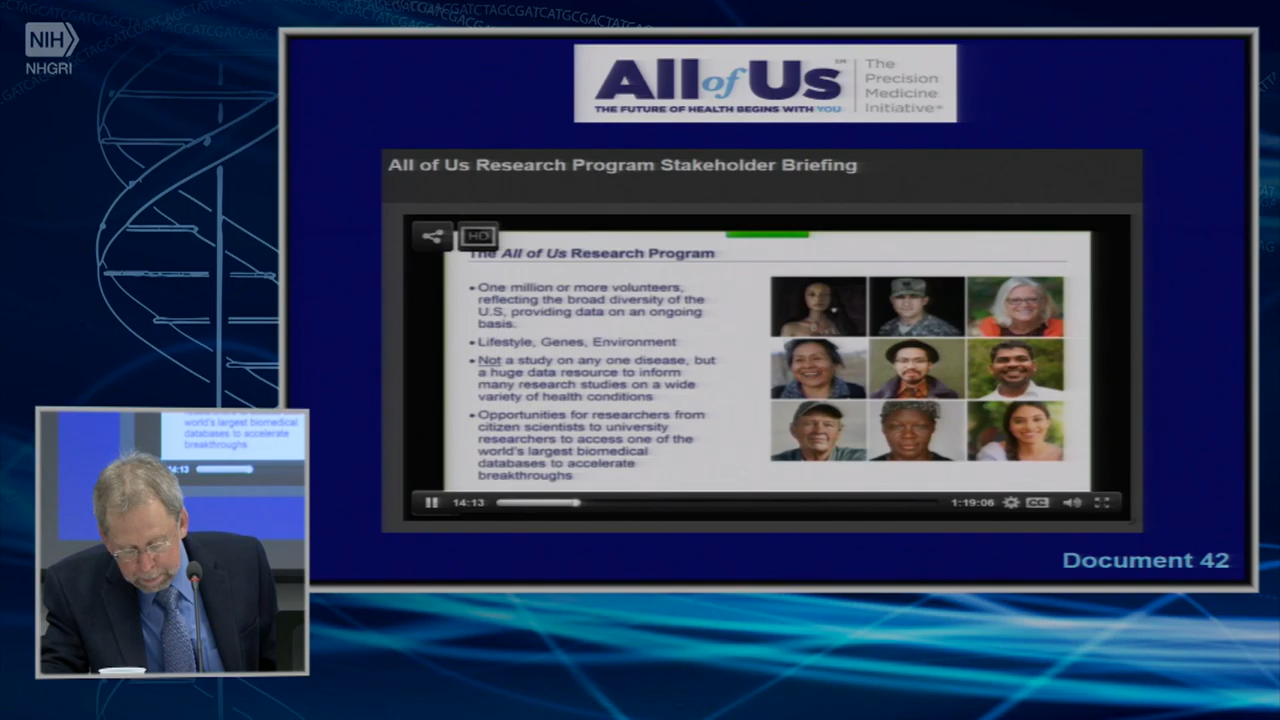 NIH
NHGRI
All of Us
SM
THE FUTURE OF HEALTH BEGINS WITH YOU
The
Precision
Medicine
Initiative
All of Us Research Program Stakeholder Briefing
HD
The All of Us Research Program
• One million or more volunteers,
reflecting the broad diversity of the
U.S, providing data on an ongoing
basis.
• Lifestyle, Genes, Environment
• Not a study on any one disease, but
a huge data resource to inform
many research studies on a wide
variety of health conditions
• Opportunities for researchers from
citizen scientists to university
researchers to access one of the
world's largest biomedical
databases to accelerate
breakthroughs
14:13
1:19:06
CC
Document 42
world's largest biomedical
databases to accelerate
breakthroughs
14:13